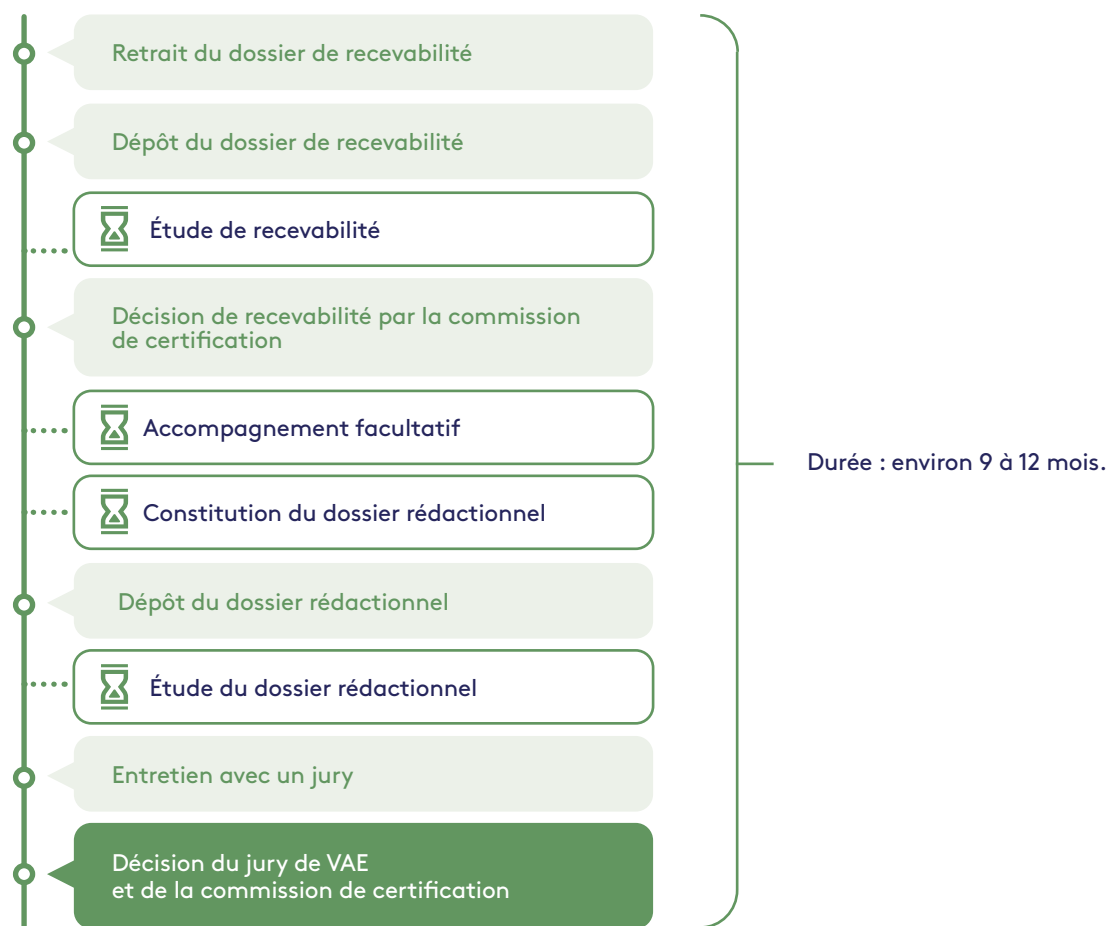 Retrait du dossier de recevabilité
Dépôt du dossier de recevabilité
Étude de recevabilité
Décision de recevabilité par la commission
de certification
Accompagnement facultatif
Durée : environ 9 à 12 mois.
Constitution du dossier rédactionnel
Dépôt du dossier rédactionnel
Étude du dossier rédactionnel
Entretien avec un jury
Décision du jury de VAE
et de la commission de certification